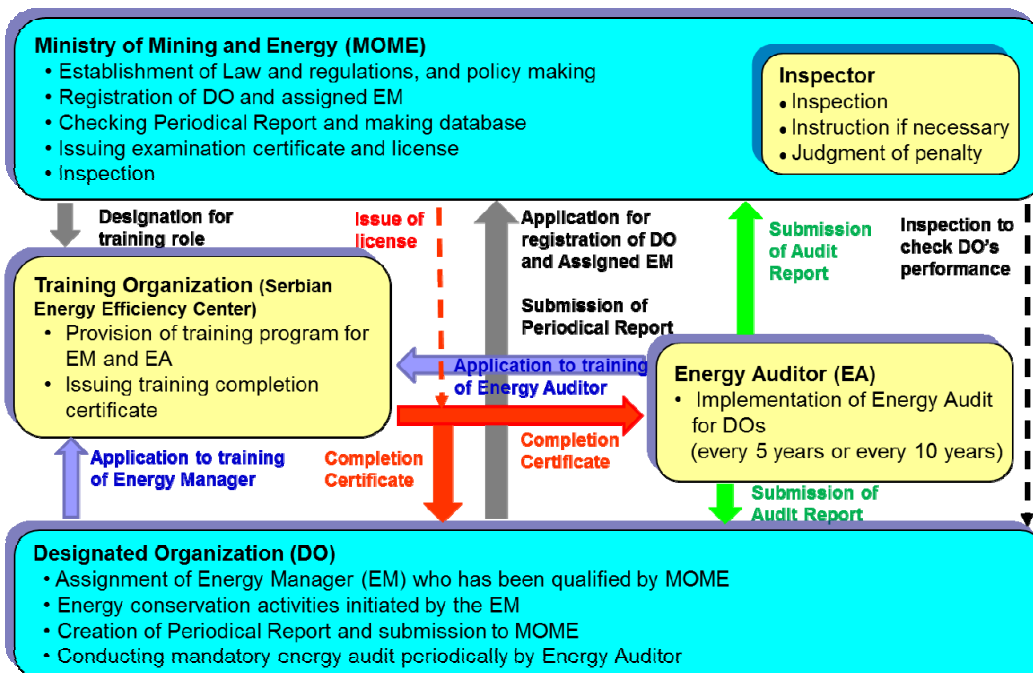 Ministry of Mining and Energy (MOME)
• Establishment of Law and regulations, and policy making
• Registration of DO and assigned EM
• Checking Periodical Report and making database
• Issuing examination certificate and license
• Inspection
Inspector
• Inspection
• Instruction if necessary
• Judgment of penalty
Designation for
training role
Issue of
license
Application for
registration of DO
and Assigned EM
Submission of
Periodical Report
Submission
of Audit
Report
Inspection to
check DO's
performance
Training Organization (Serbian
Energy Efficiency Center)
• Provision of training program for
EM and EA
• Issuing training completion
certificate
Application to training
of Energy Auditor
Energy Auditor (EA)
• Implementation of Energy Audit
for DOs
(every 5 years or every 10 years)
Application to training
of Energy Manager
Completion
Certificate
Completion
Certificate
Submission of
Audit Report
Designated Organization (DO)
• Assignment of Energy Manager (EM) who has been qualified by MOME
• Energy conservation activities initiated by the EM
• Creation of Periodical Report and submission to MOME
• Conducting mandatory energy audit periodically by Energy Auditor